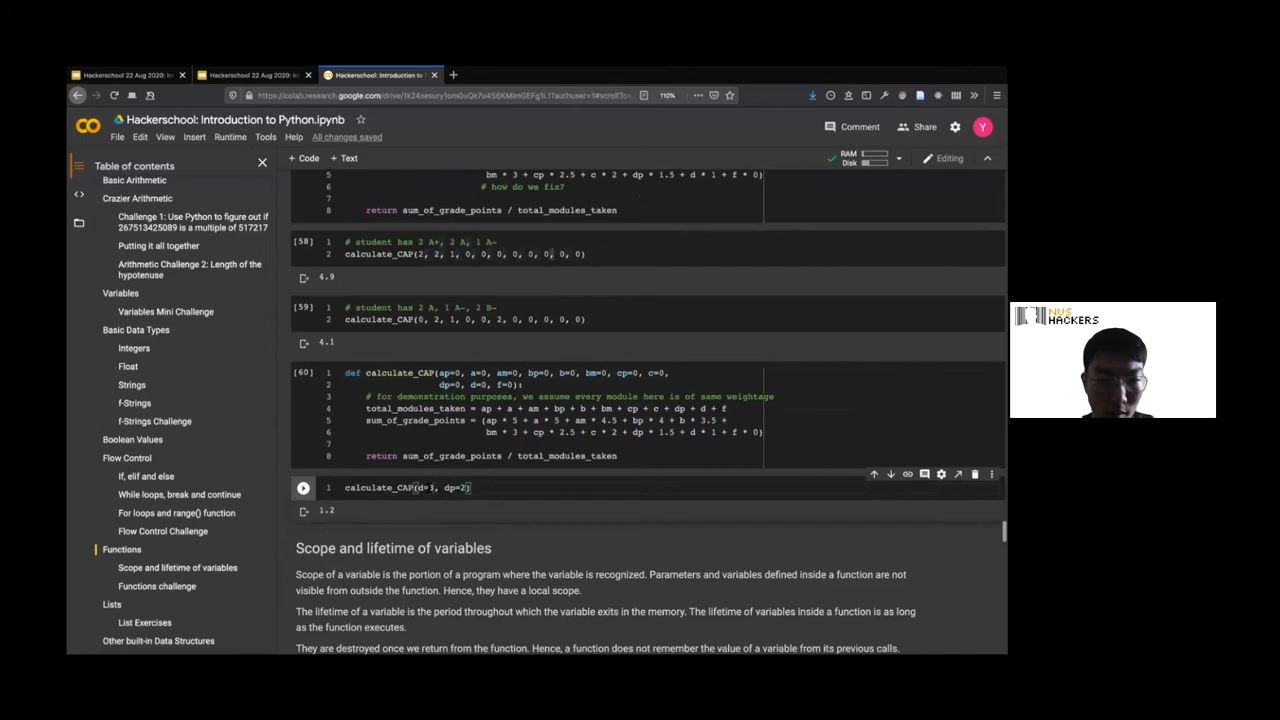 Hackerschool 22 Aug 2020:
Hackerschool 22 Aug 2020:
Hackerschool: Introduction to
110%
Hackerschool: Introduction to Python.ipynb
File Edit View Insert Runtime Tools Help All changes saved
Comment Share Y
Table of contents
+ Code + Text
RAM
Disk
Editing
Basic Arithmetic
Crazier Arithmetic
Challenge 1: Use Python to figure out if
267513425089 is a multiple of 517217
Putting it all together
Arithmetic Challenge 2: Length of the
hypotenuse
Variables
Variables Mini Challenge
Basic Data Types
Integers
Float
Strings
f-Strings
f-Strings Challenge
Boolean Values
Flow Control
If, elif and else
While loops, break and continue
For loops and range() function
Flow Control Challenge
Functions
Scope and lifetime of variables
Functions challenge
Lists
List Exercises
Other built-in Data Structures
5 bm * 3 + cp * 2.5 + c * 2 + dp * 1.5 + d * 1 + f * 0)
6 # how do we fix?
7
8 return sum_of_grade_points / total_modules_taken
[58] 1 # student has 2 A+, 2 A, 1 A-
2 calculate_CAP(2, 2, 1, 0, 0, 0, 0, 0, 0, 0, 0)
4.9
[59] 1 # student has 2 A, 1 A-, 2 B-
2 calculate_CAP(0, 2, 1, 0, 0, 2, 0, 0, 0, 0, 0)
4.1
[60] 1 def calculate_CAP(ap=0, a=0, am=0, bp=0, b=0, bm=0, cp=0, c=0,
2 dp=0, d=0, f=0):
3 # for demonstration purposes, we assume every module here is of same weightage
4 total_modules_taken = ap + a + am + bp + b + bm + cp + c + dp + d + f
5 sum_of_grade_points = (ap * 5 + a * 5 + am * 4.5 + bp * 4 + b * 3.5 +
6 bm * 3 + cp * 2.5 + c * 2 + dp * 1.5 + d * 1 + f * 0)
7
8 return sum_of_grade_points / total_modules_taken
1 calculate_CAP(d=3, dp=2)
1.2
Scope and lifetime of variables
Scope of a variable is the portion of a program where the variable is recognized. Parameters and variables defined inside a function are not
visible from outside the function. Hence, they have a local scope.
The lifetime of a variable is the period throughout which the variable exits in the memory. The lifetime of variables inside a function is as long
as the function executes.
They are destroyed once we return from the function. Hence, a function does not remember the value of a variable from its previous calls.
NUS
HACKERS